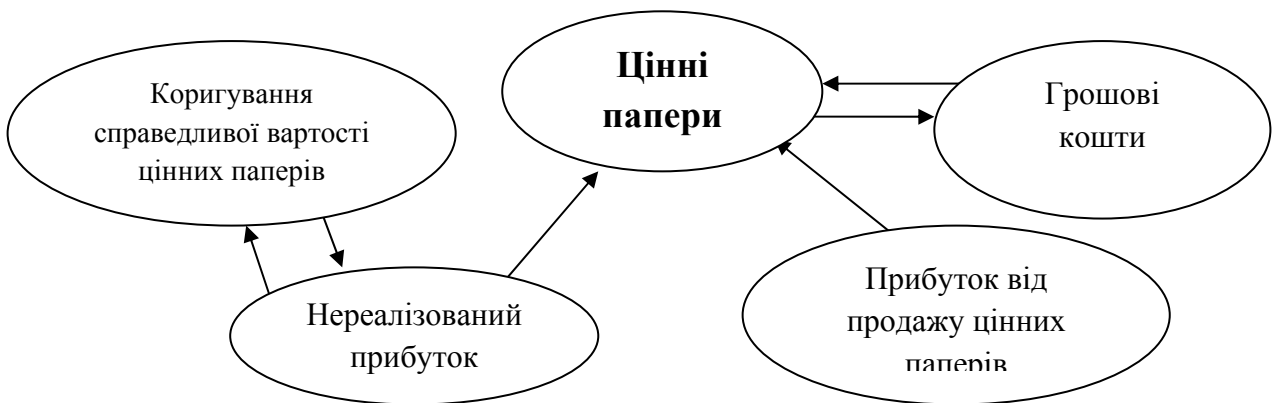 Цінні
папери
Коригування
справедливої вартості
цінних паперів
Грошові
кошти
Нереалізований
прибуток
Прибуток від
продажу цінних
паперів